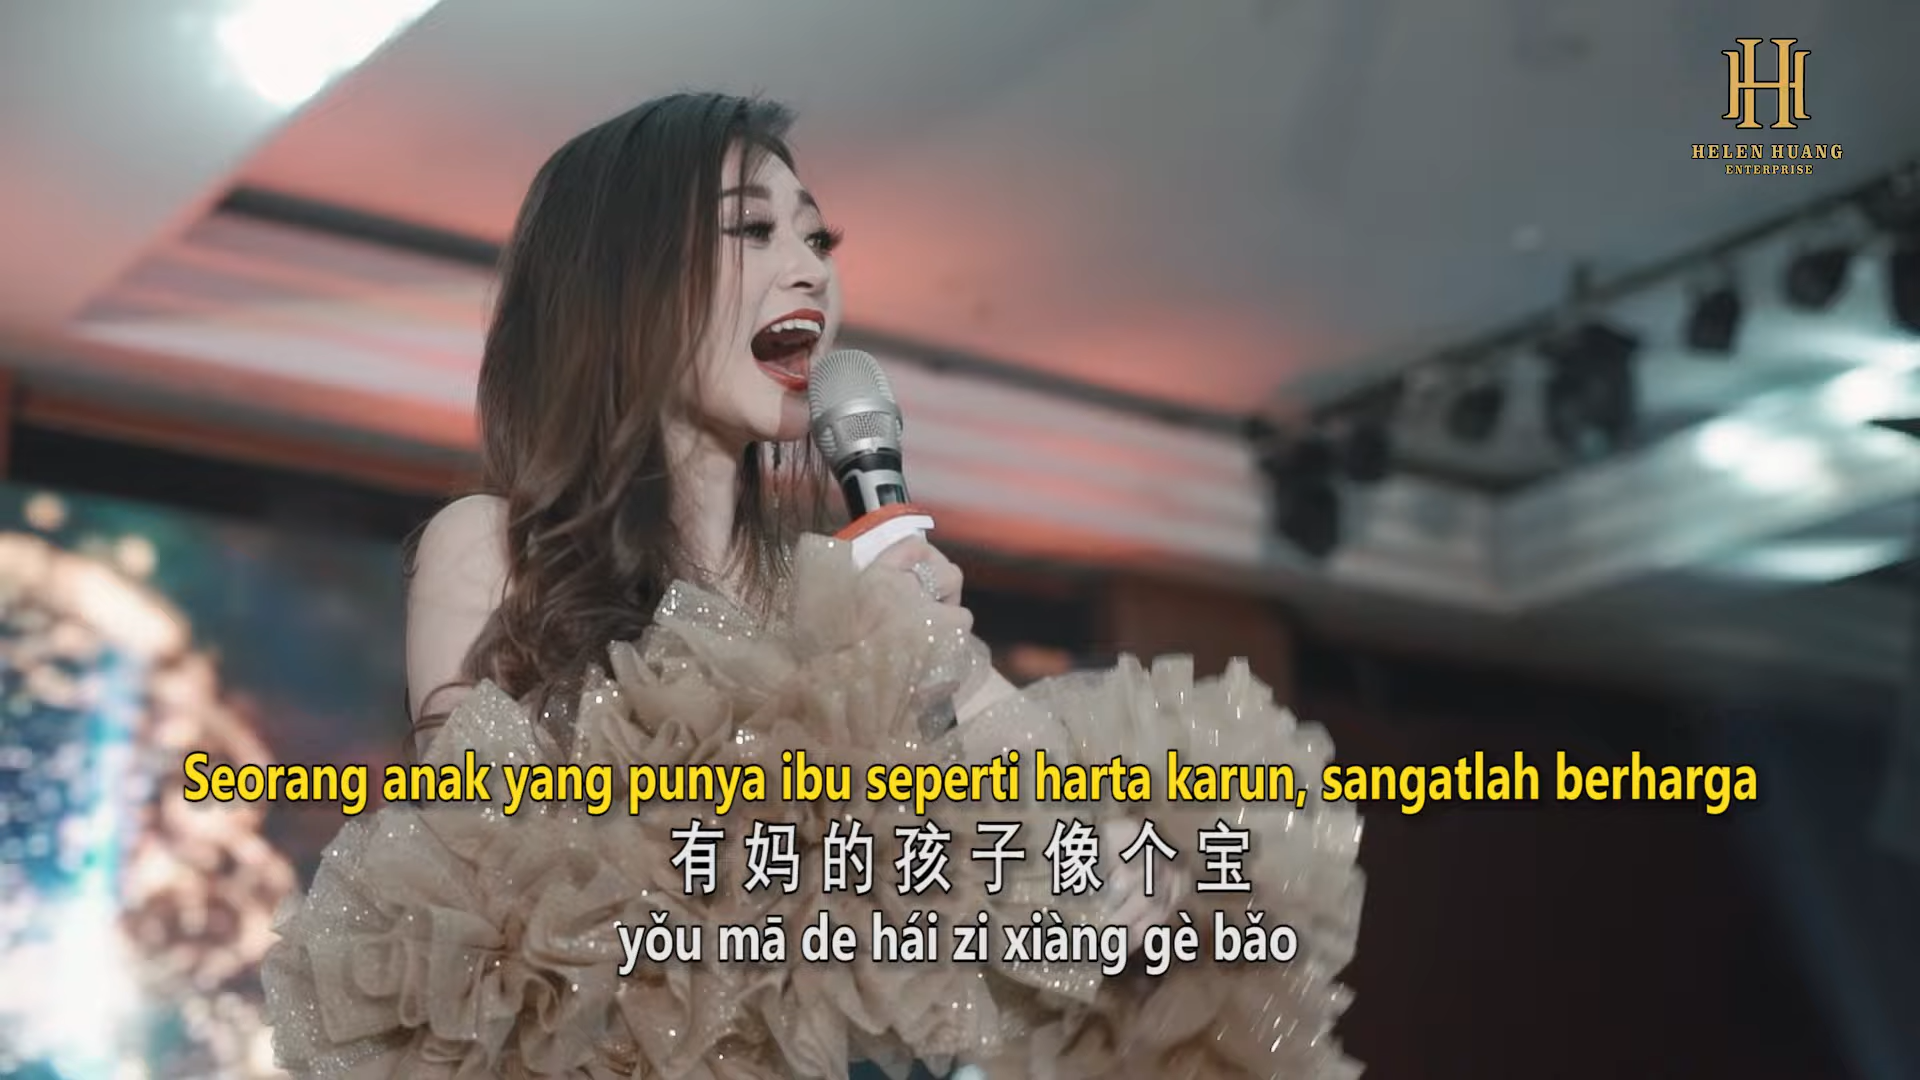 HELEN HUANG
ENTERPRISE
Seorang anak yang punya ibu seperti harta karun, sangatlah berharga
有妈的孩子像个宝
yǒu mā de hái zi xiàng gè bǎo